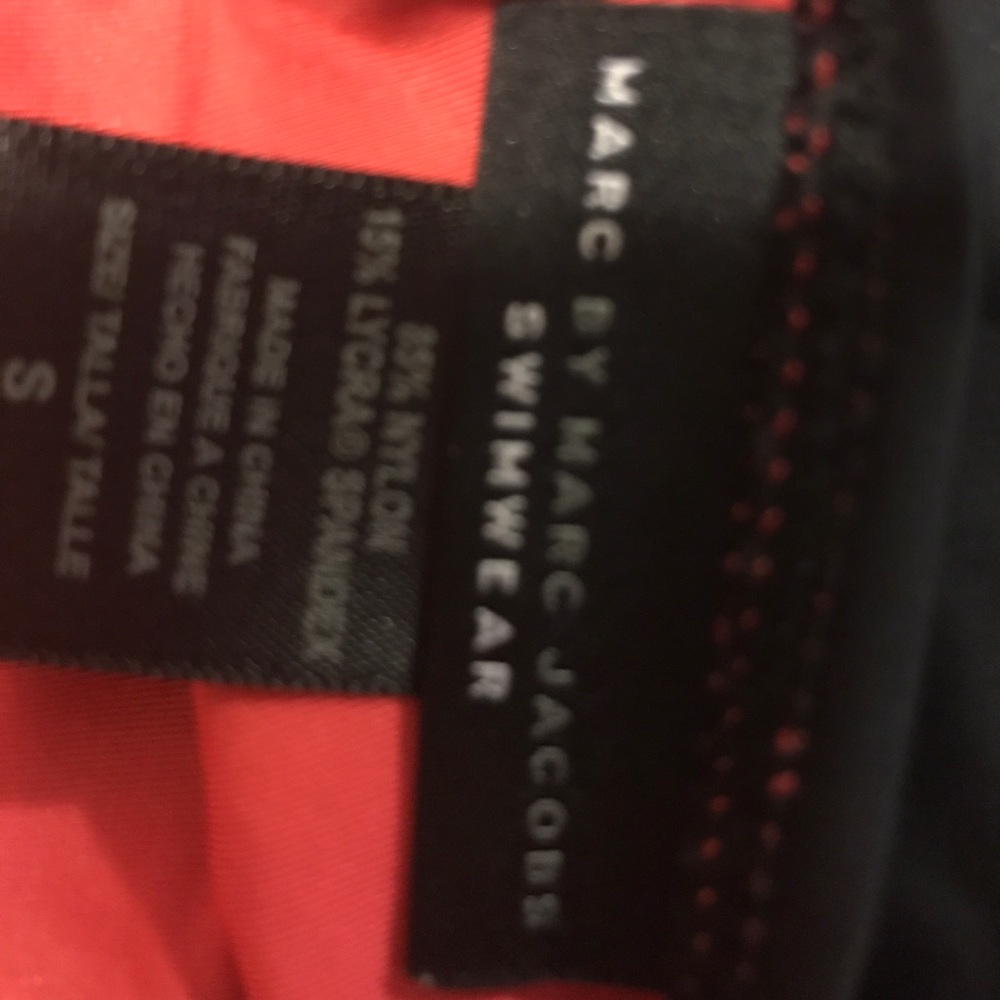 MARC BY MARC JACOBS
SWIMWEAR
85% NYLON
15% LYCRA® SPANDEX
MADE IN CHINA
FABRIQUE A CHINE
HECHO EN CHINA
SIZE/ TALLA/ TALLE
S